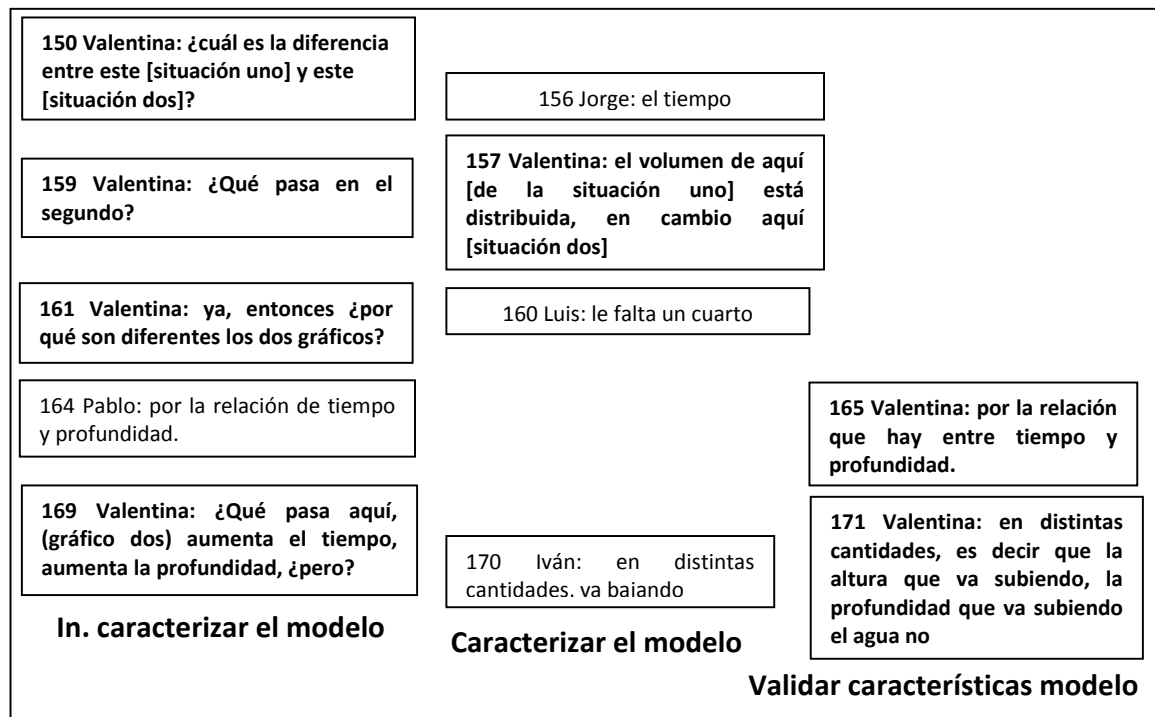 150 Valentina: ¿cuál es la diferencia
entre este [situación uno] y este
[situación dos]?
156 Jorge: el tiempo
157 Valentina: el volumen de aquí
[de la situación uno] está
distribuida, en cambio aquí
[situación dos]
159 Valentina: ¿Qué pasa en el
segundo?
160 Luis: le falta un cuarto
161 Valentina: ya, entonces ¿por
qué son diferentes los dos gráficos?
164 Pablo: por la relación de tiempo
y profundidad.
165 Valentina: por la relación
que hay entre tiempo y
profundidad.
169 Valentina: ¿Qué pasa aquí,
(gráfico dos) aumenta el tiempo,
aumenta la profundidad, ¿pero?
170 Iván: en distintas
cantidades. va bajando
171 Valentina: en distintas
cantidades, es decir que la
altura que va subiendo, la
profundidad que va subiendo
el agua no
In. caracterizar el modelo
Caracterizar el modelo
Validar características modelo